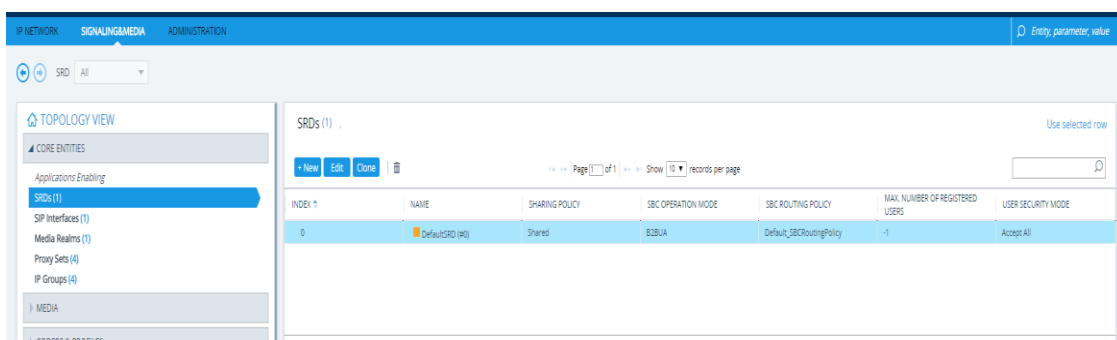 IP NETWORK SIGNALING&MEDIA ADMINISTRATION Entity, parameter, value
SRD All
TOPOLOGY VIEW
CORE ENTITIES
Applications Enabling
SRDs (1)
SIP Interfaces (1)
Media Realms (1)
Proxy Sets (4)
IP Groups (4)
MEDIA
CODERS & PROFILES
SRDs (1) .
Use selected row
+ New Edit Clone Page 1 of 1 Show 10 records per page
INDEX NAME SHARING POLICY SBC OPERATION MODE SBC ROUTING POLICY MAX. NUMBER OF REGISTERED USERS USER SECURITY MODE
0 DefaultSRD (#0) Shared B2BUA Default_SBCRoutingPolicy -1 Accept All